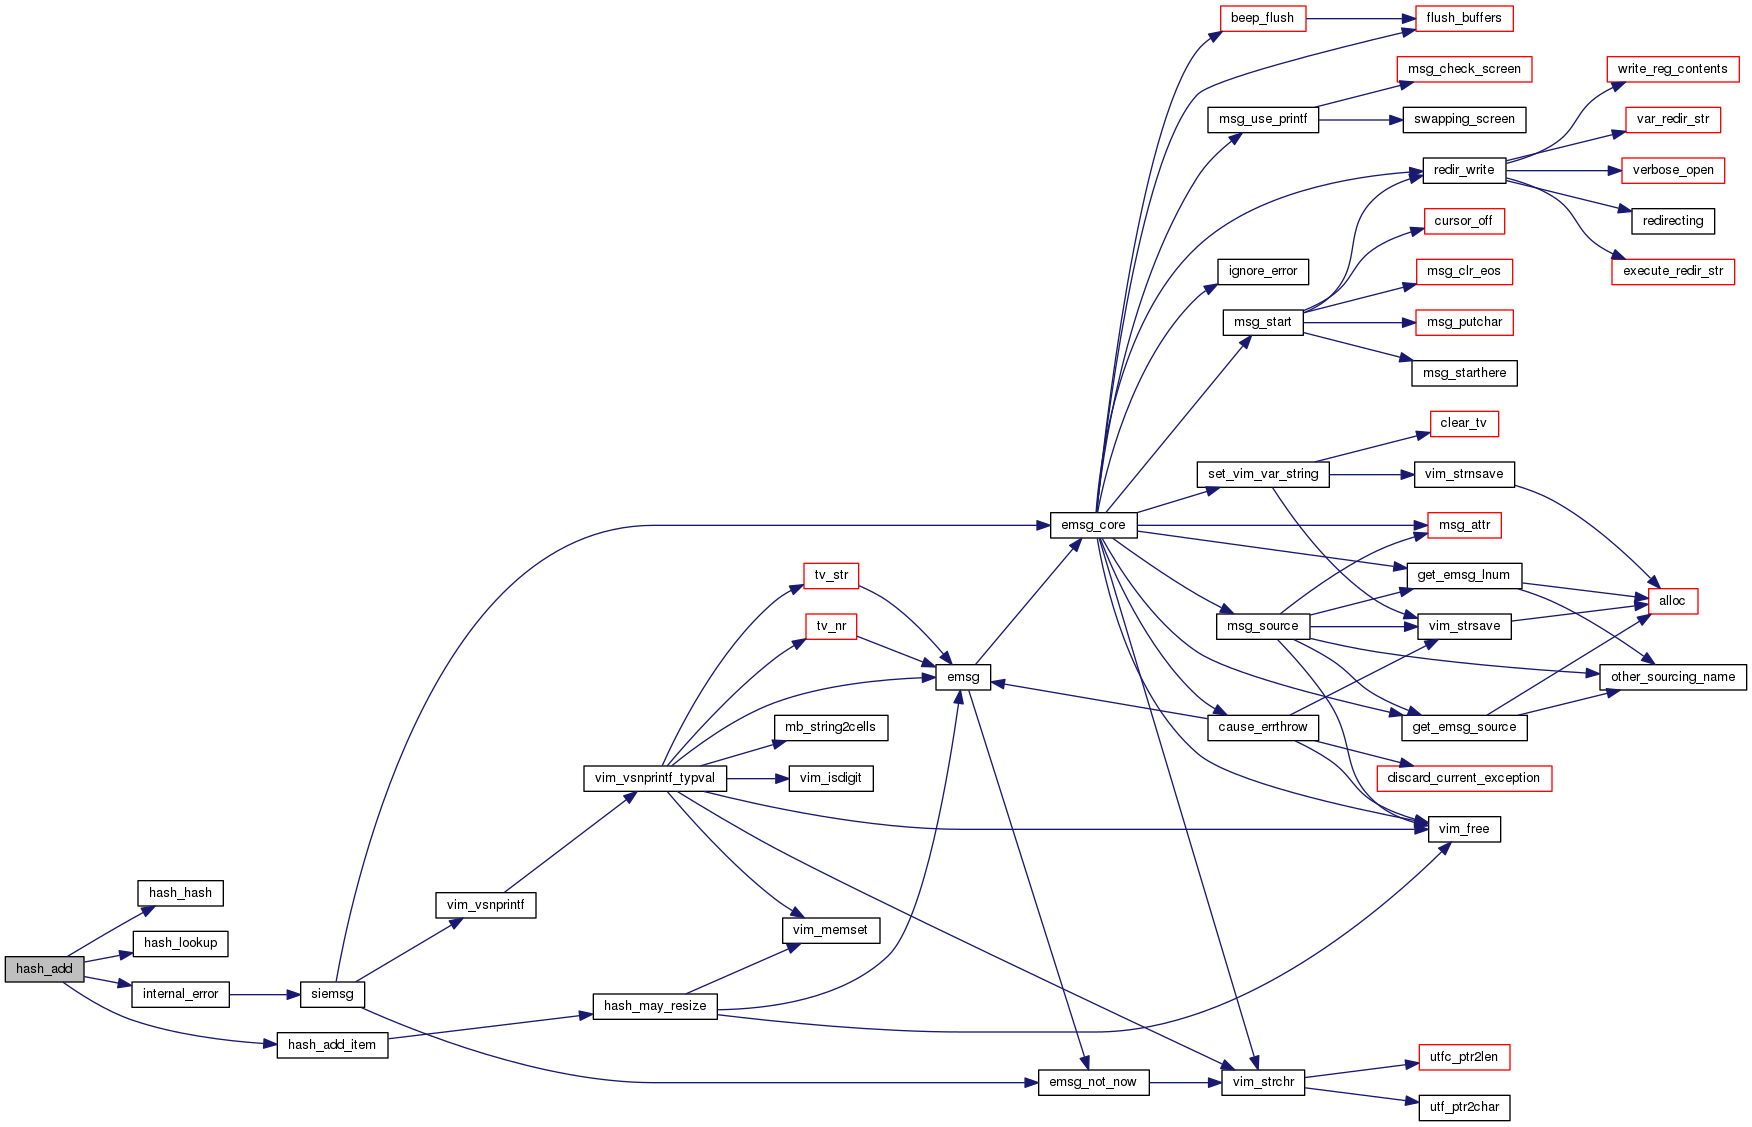 beep_flush
flush_buffers
msg_check_screen
write_reg_contents
msg_use_printf
swapping_screen
var_redir_str
redir_write
verbose_open
cursor_off
redirecting
ignore_error
msg_clr_eos
execute_redir_str
msg_start
msg_putchar
msg_starthere
clear_tv
set_vim_var_string
vim_strnsave
emsg_core
msg_attr
tv_str
get_emsg_lnum
alloc
tv_nr
msg_source
vim_strsave
emsg
other_sourcing_name
mb_string2cells
cause_errthrow
get_emsg_source
vim_vsnprintf_typval
vim_isdigit
discard_current_exception
vim_free
hash_hash
vim_vsnprintf
vim_memset
hash_lookup
hash_add
internal_error
siemsg
hash_may_resize
hash_add_item
utfc_ptr2len
emsg_not_now
vim_strchr
utf_ptr2char